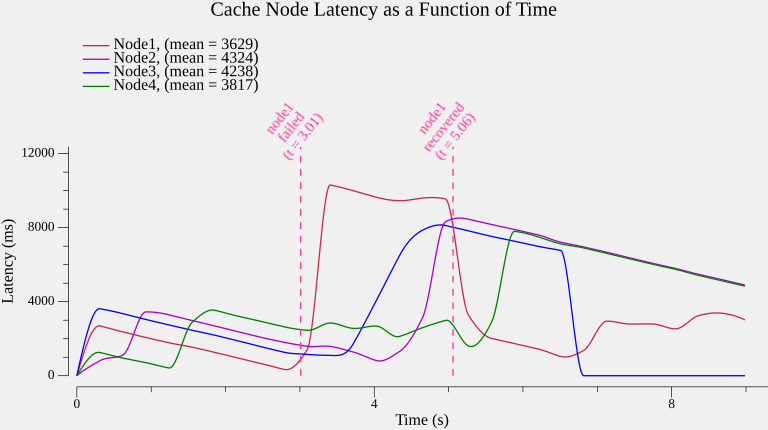 Cache Node Latency as a Function of Time
Node1, (mean = 3629)
Node2, (mean = 4324)
Node3, (mean = 4238)
Node4, (mean = 3817)
node1
failed
(t = 3.01)
node1
recovered
(t = 5.06)
12000
8000
4000
0
Latency (ms)
0
4
8
Time (s)